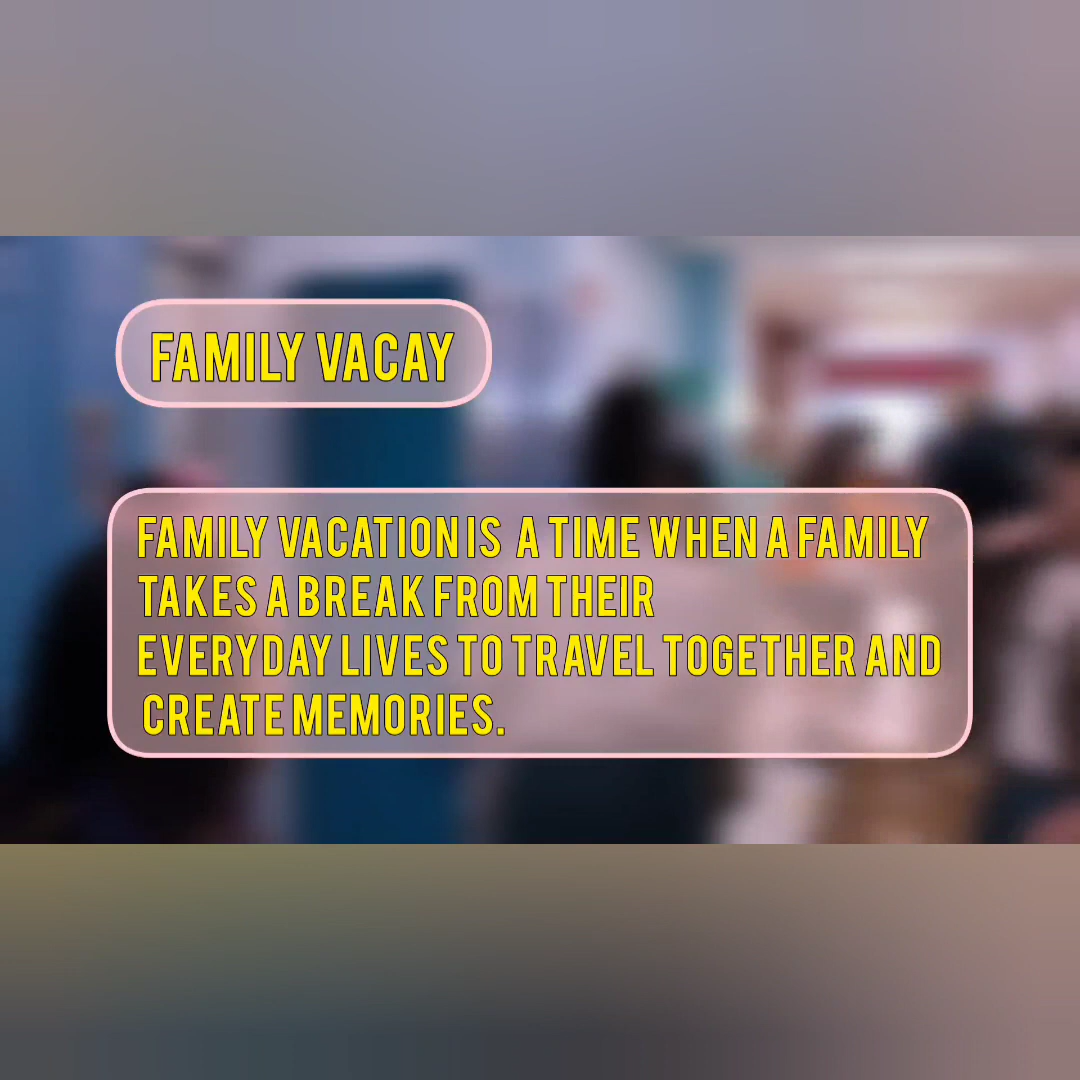 FAMILY VACAY
FAMILY VACATION IS A TIME WHEN A FAMILY
TAKES A BREAK FROM THEIR
EVERYDAY LIVES TO TRAVEL TOGETHER AND
CREATE MEMORIES.